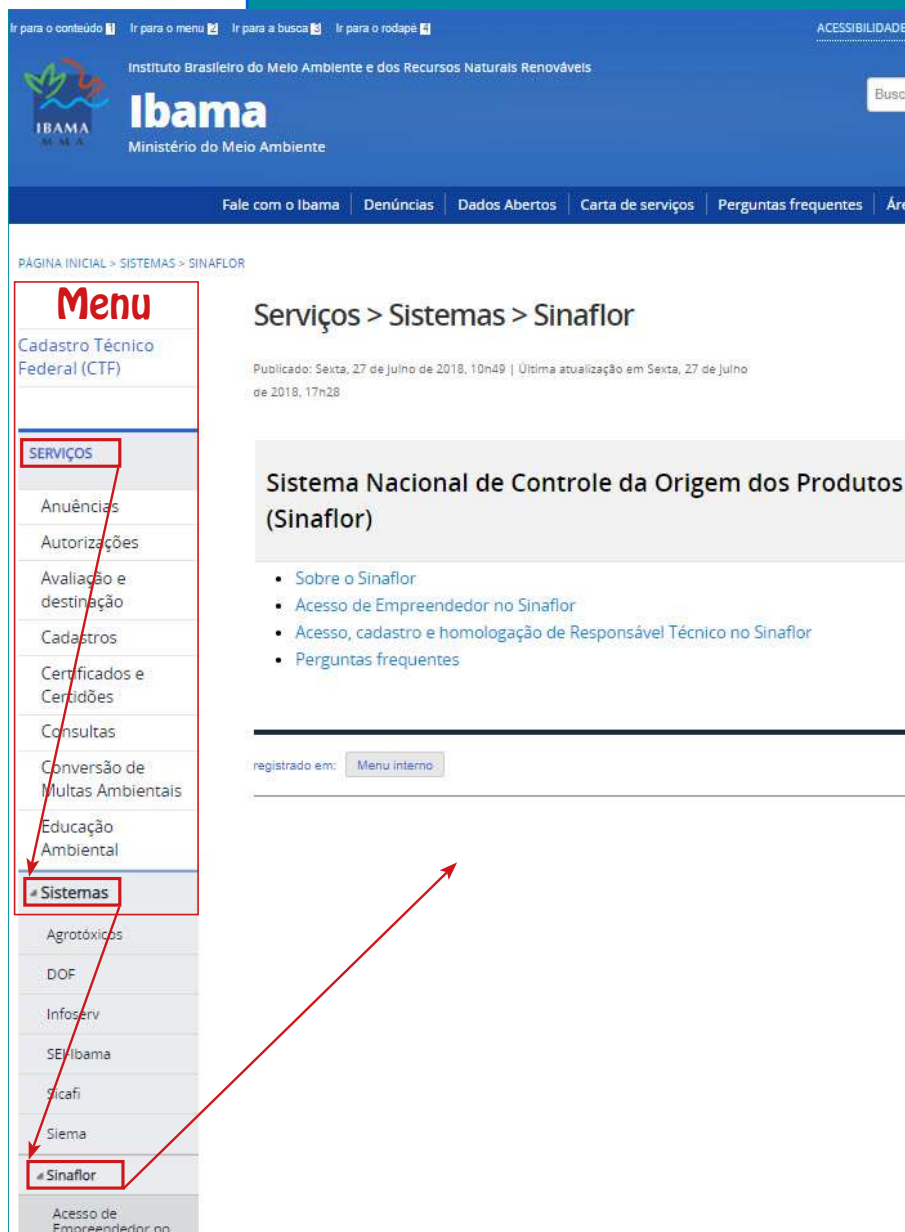 Ir para o conteúdo 1 Ir para o menu 2 Ir para a busca 3 Ir para o rodapé 4
ACESSIBILIDADE
Instituto Brasileiro do Meio Ambiente e dos Recursos Naturais Renováveis
Ibama
Ministério do Meio Ambiente
IBAMA
M M A
Busc
Fale com o Ibama Denúncias Dados Abertos Carta de serviços Perguntas frequentes Áre
PÁGINA INICIAL > SISTEMAS > SINAFLOR
Menu
Cadastro Técnico
Federal (CTF)
SERVIÇOS
Anuências
Autorizações
Avaliação e
destinação
Cadastros
Certificados e
Certidões
Consultas
Conversão de
Multas Ambientais
Educação
Ambiental
Sistemas
Agrotóxicos
DOF
Infoserv
SEI-Ibama
Sicafi
Siema
Sinaflor
Acesso de
Empreendedor no
Serviços > Sistemas > Sinaflor
Publicado: Sexta, 27 de Julho de 2018, 10h49 | Última atualização em Sexta, 27 de Julho
de 2018, 17h28
Sistema Nacional de Controle da Origem dos Produtos
(Sinaflor)
• Sobre o Sinaflor
• Acesso de Empreendedor no Sinaflor
• Acesso, cadastro e homologação de Responsável Técnico no Sinaflor
• Perguntas frequentes
registrado em: Menu interno